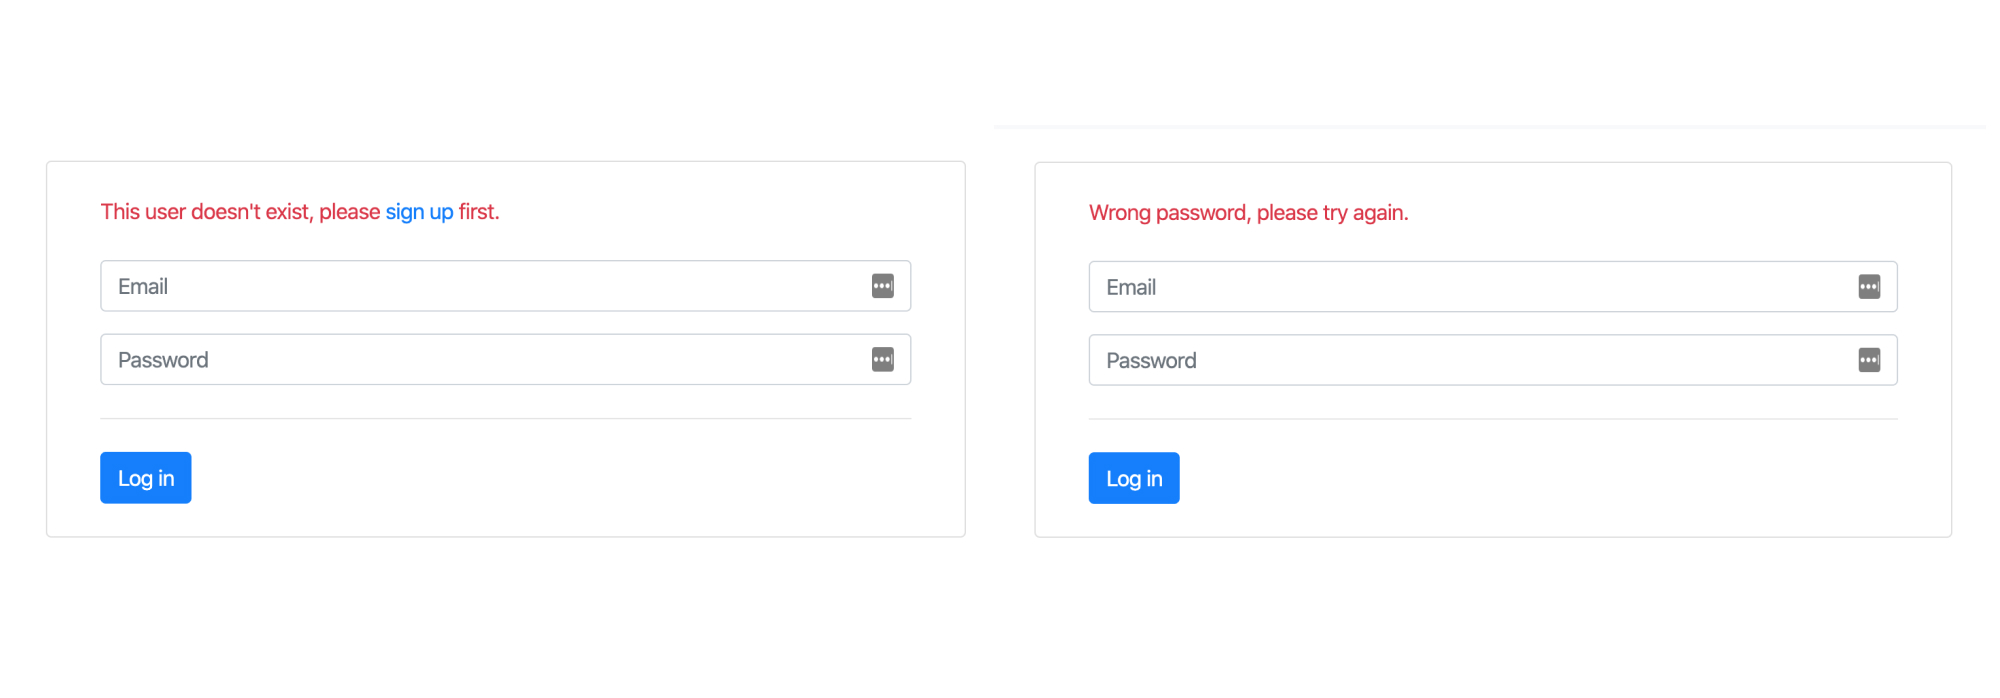 This user doesn't exist, please sign up first.
Email
Password
Log in
Wrong password, please try again.
Email
Password
Log in